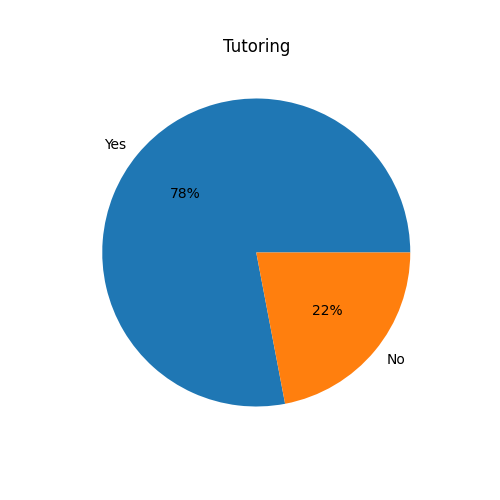 Tutoring
Yes
78%
22%
No